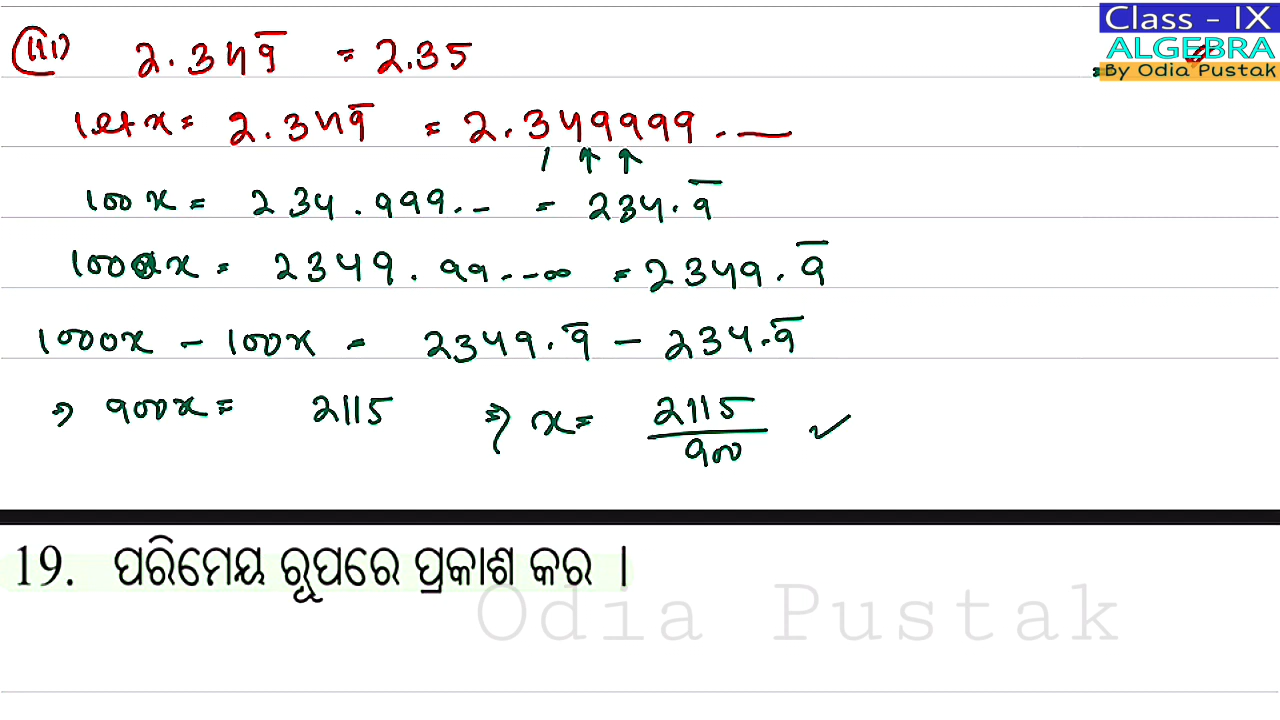 Class - IX
ALGEBRA
By Odia Pustak
(iii) 2.349̅ = 2.35
let x = 2.349̅ = 2.349999.—
100x = 234.999.- = 234.9̅
1000x = 2349.99..-∞ = 2349.9̅
1000x - 100x = 2349.9̅ - 234.9̅
⇒ 900x = 2115 ⇒ x = 2115/900 ✓
19. ପରିମେୟ ରୂପରେ ପ୍ରକାଶ କର ।
Odia Pustak